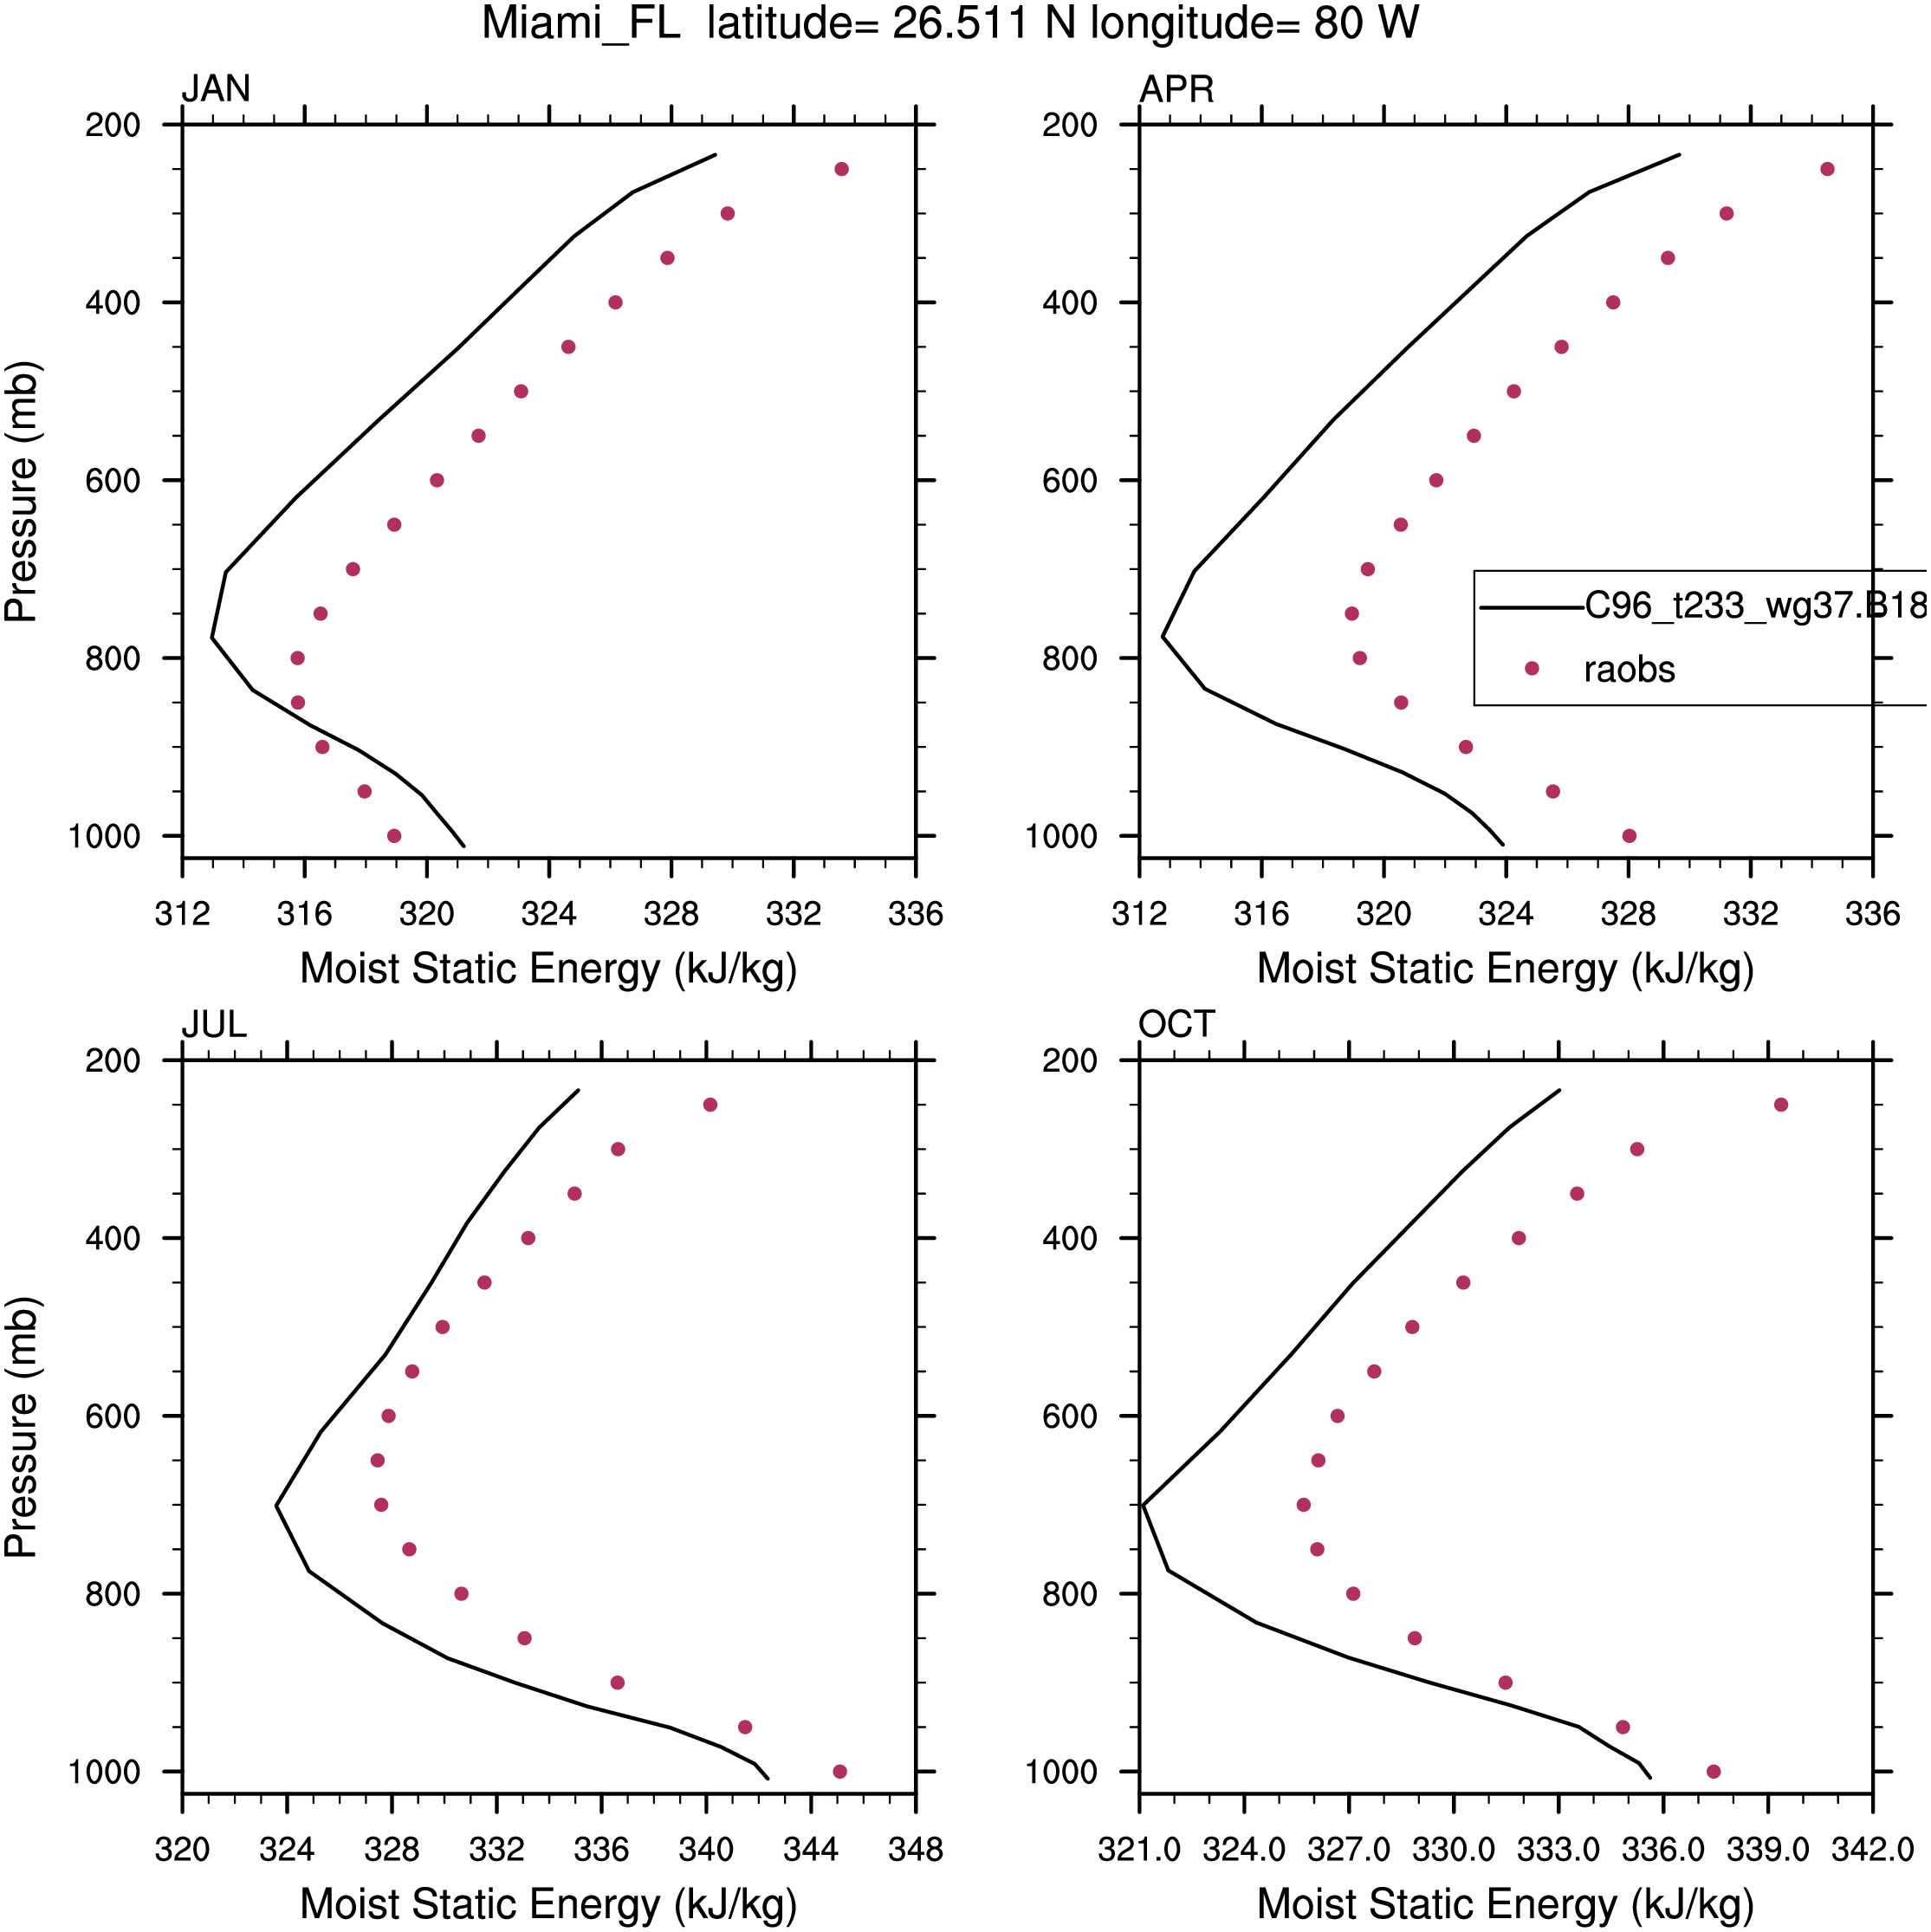 Miami_FL latitude= 26.511 N longitude= 80 W
JAN
200
400
600
800
1000
Pressure (mb)
312 316 320 324 328 332 336
Moist Static Energy (kJ/kg)
APR
200
400
600
800
1000
C96_t233_wg37.B18
raobs
312 316 320 324 328 332 336
Moist Static Energy (kJ/kg)
JUL
200
400
600
800
1000
Pressure (mb)
320 324 328 332 336 340 344 348
Moist Static Energy (kJ/kg)
OCT
200
400
600
800
1000
321.0 324.0 327.0 330.0 333.0 336.0 339.0 342.0
Moist Static Energy (kJ/kg)